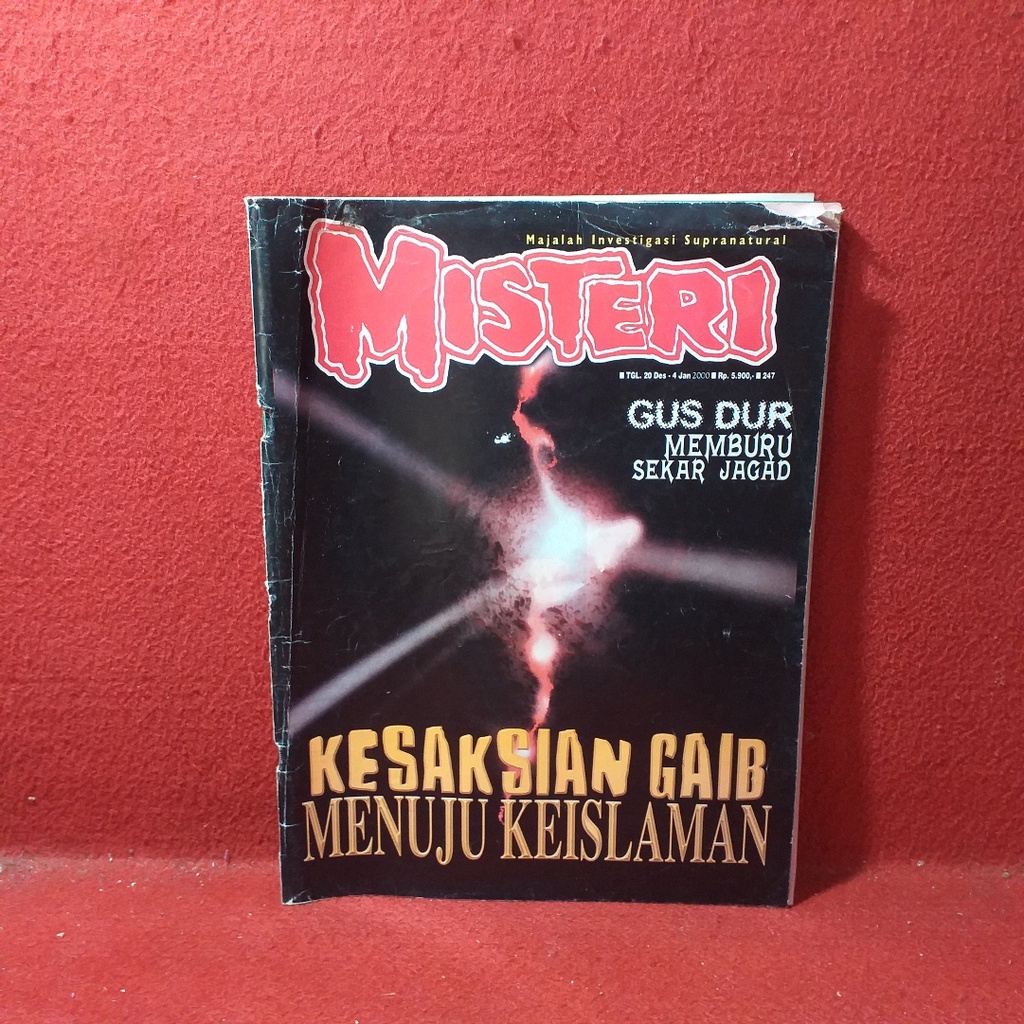 Majalah Investigasi Supranatural
MISTERI
■ TGL. 20 Des - 4 Jan 2000 ■ Rp. 5.900,- ■ 247
GUS DUR
MEMBURU
SEKAR JAGAD
KESAKSIAN GAIB
MENUJU KEISLAMAN